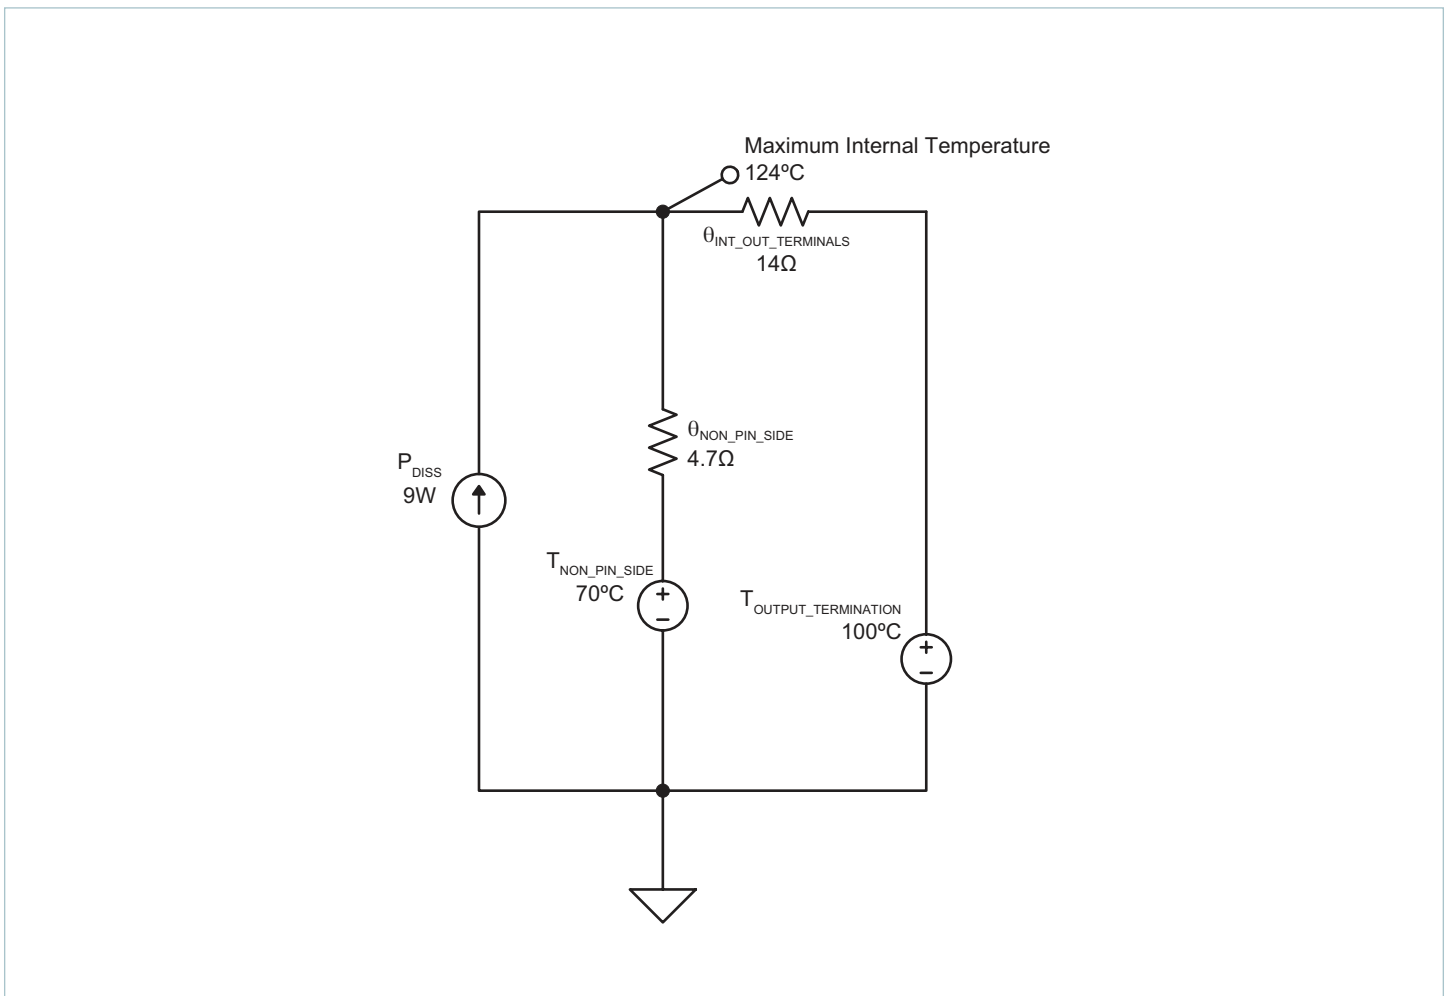 Maximum Internal Temperature
124ºC
θINT_OUT_TERMINALS
14Ω
θNON_PIN_SIDE
4.7Ω
PDISS
9W
TNON_PIN_SIDE
70ºC
+
–
TOUTPUT_TERMINATION
100ºC
+
–